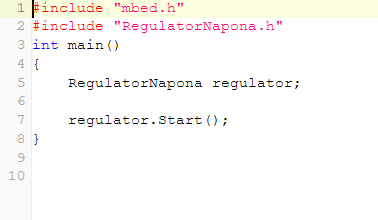 1 #include "mbed.h"
2 #include "RegulatorNapona.h"
3 int main()
4 {
5     RegulatorNapona regulator;
6
7     regulator.Start();
8 }
9
10